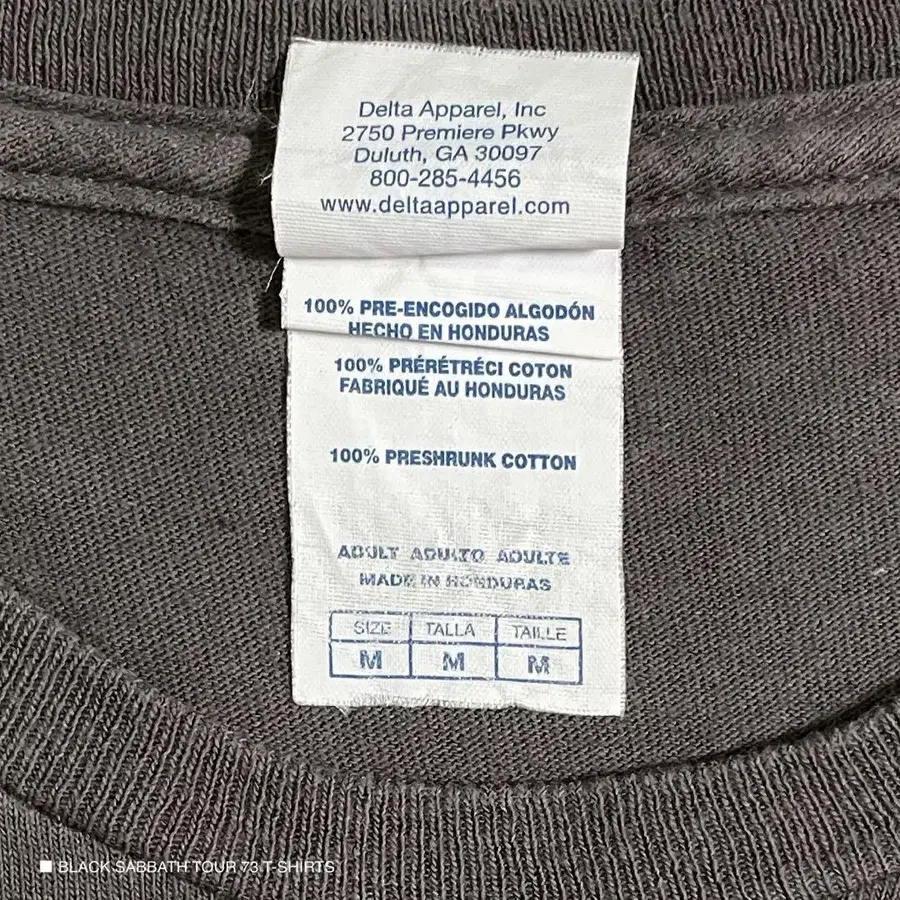 Delta Apparel, Inc
2750 Premiere Pkwy
Duluth, GA 30097
800-285-4456
www.deltaapparel.com
100% PRE-ENCOGIDO ALGODÓN
HECHO EN HONDURAS
100% PRÉRÉTRÉCI COTON
FABRIQUÉ AU HONDURAS
100% PRESHRUNK COTTON
ADULT ADULTO ADULTE
MADE IN HONDURAS
SIZE TALLA TAILLE
M M M
BLACK SABBATH TOUR 73 T-SHIRTS